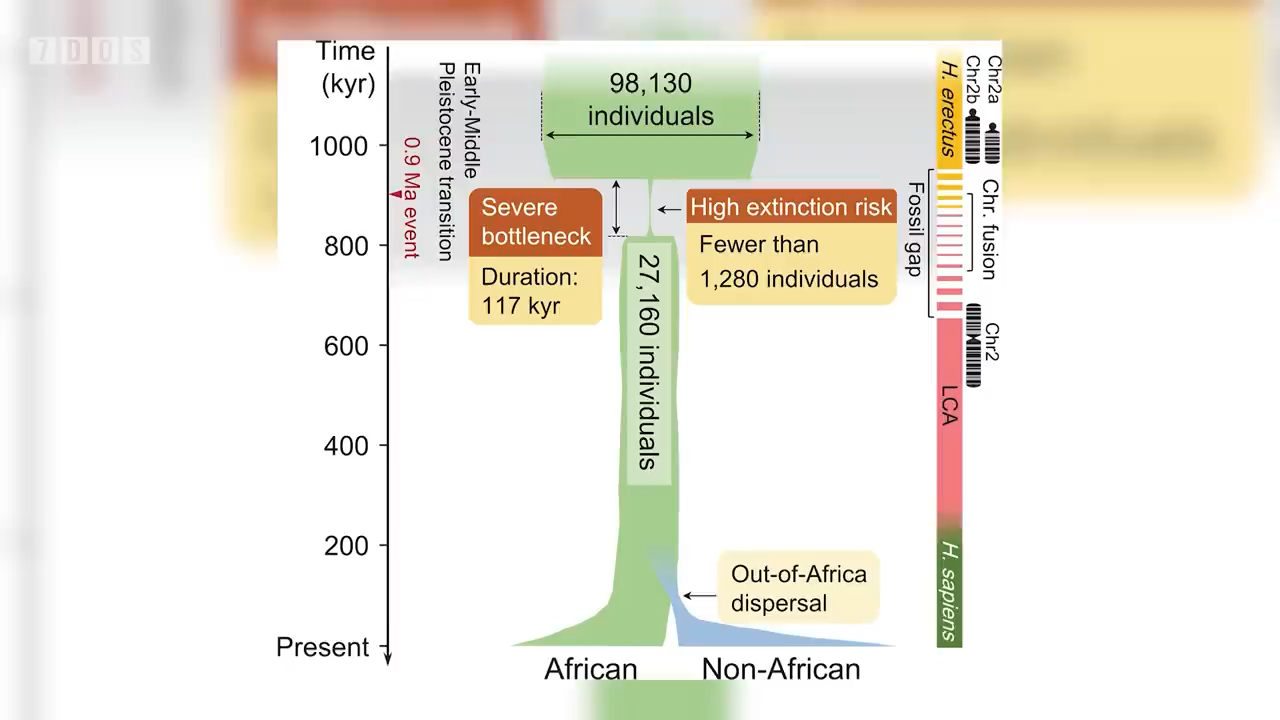 7DOS
Time
(kyr)
1000
800
600
400
200
Present
0.9 Ma event
Early-Middle
Pleistocene transition
98,130
individuals
Severe
bottleneck
Duration:
117 kyr
High extinction risk
Fewer than
1,280 individuals
27,160 individuals
Out-of-Africa
dispersal
African
Non-African
Fossil gap
H. erectus
LCA
H. sapiens
Chr2b
Chr2a
Chr. fusion
Chr2